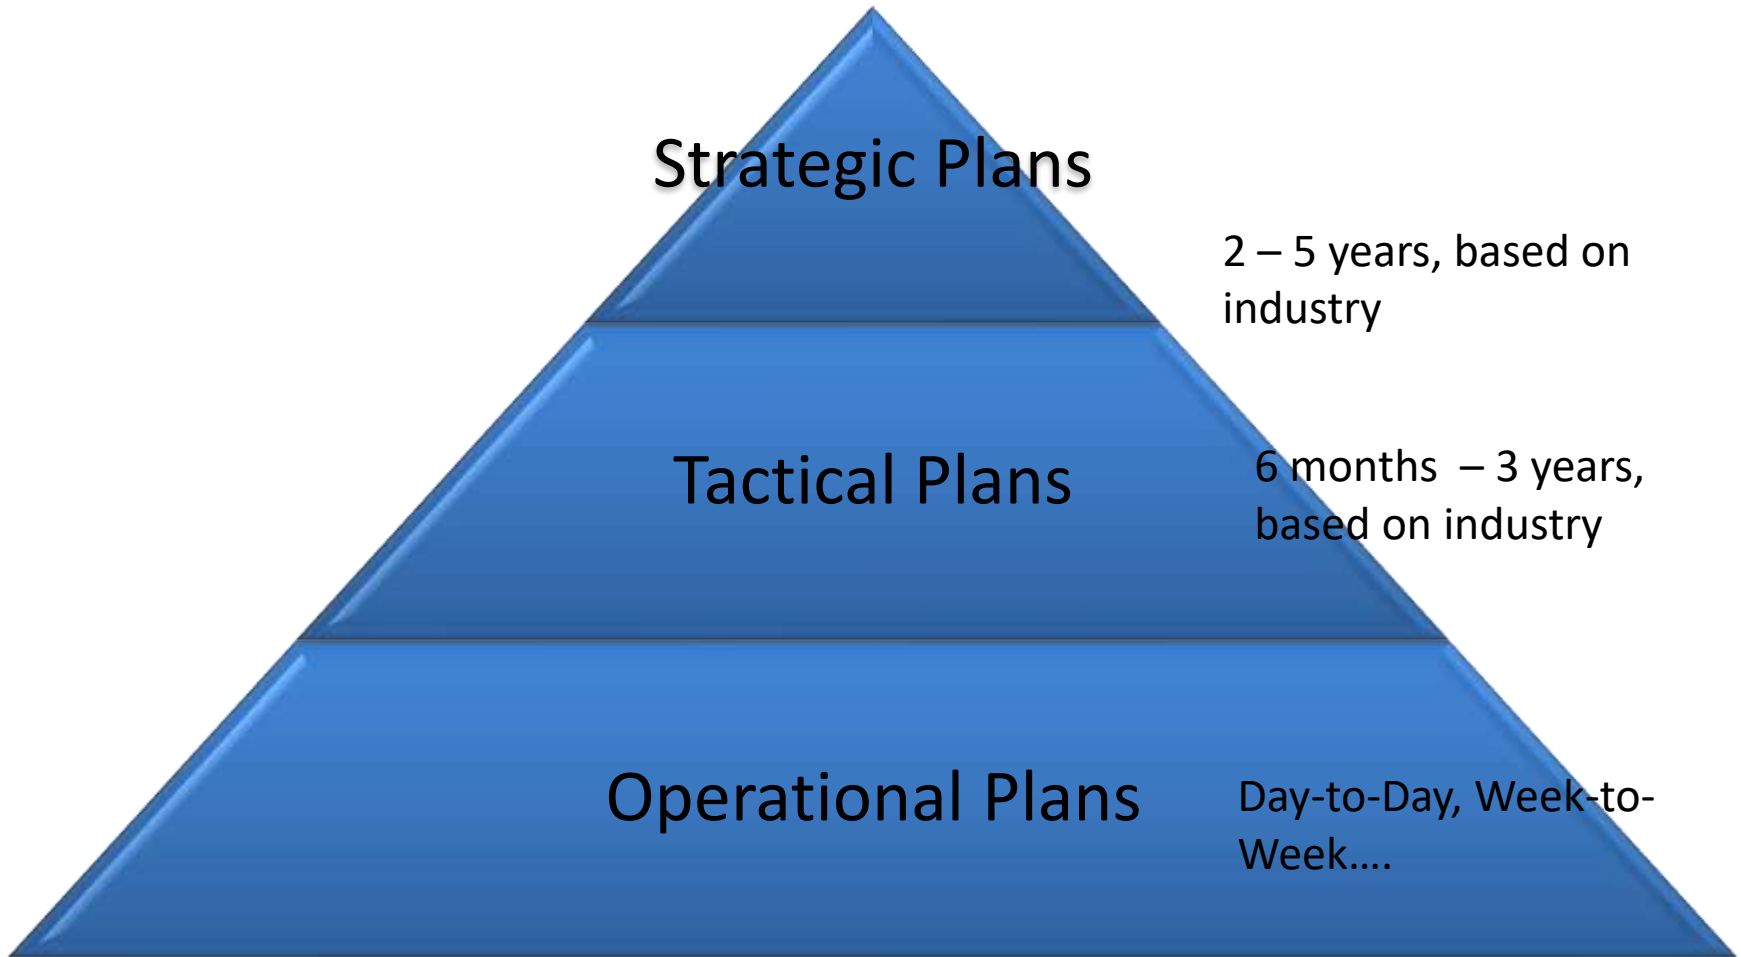 Strategic Plans
2 – 5 years, based on
industry
Tactical Plans
6 months  – 3 years,
based on industry
Operational Plans
Day-to-Day, Week-to-
Week….